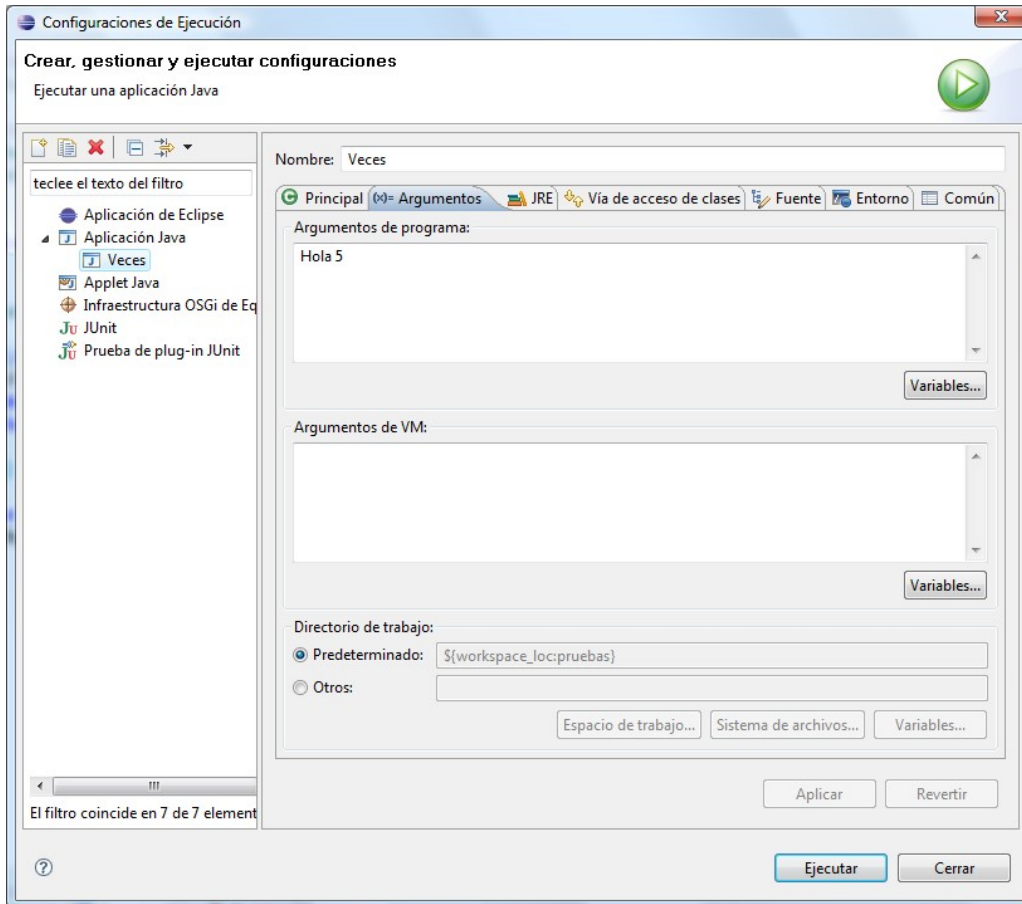 Configuraciones de Ejecución
Crear, gestionar y ejecutar configuraciones
Ejecutar una aplicación Java
teclee el texto del filtro
Aplicación de Eclipse
Aplicación Java
Veces
Applet Java
Infraestructura OSGi de Eq
JUnit
Prueba de plug-in JUnit
El filtro coincide en 7 de 7 element
Nombre: Veces
Principal (x)= Argumentos JRE Vía de acceso de clases Fuente Entorno Común
Argumentos de programa:
Hola 5
Variables...
Argumentos de VM:
Variables...
Directorio de trabajo:
Predeterminado: ${workspace_loc:pruebas}
Otros:
Espacio de trabajo... Sistema de archivos... Variables...
Aplicar Revertir
Ejecutar Cerrar